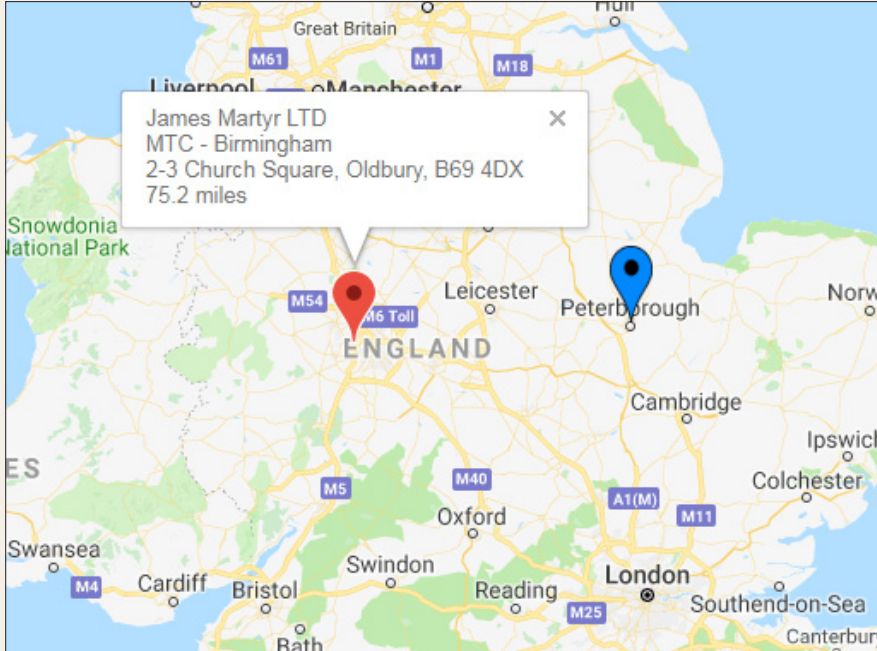 Hull
Great Britain
M61
M1
M18
Liverpool
Manchester
James Martyr LTD
MTC - Birmingham
2-3 Church Square, Oldbury, B69 4DX
75.2 miles
Snowdonia
National Park
M54
M6 Toll
Leicester
Peterborough
Norw
ENGLAND
Cambridge
Ipswich
ES
M5
M40
A1(M)
M11
Colchester
Oxford
Swansea
M4
Cardiff
Bristol
Swindon
Reading
London
M25
Southend-on-Sea
Bath
Canterbury